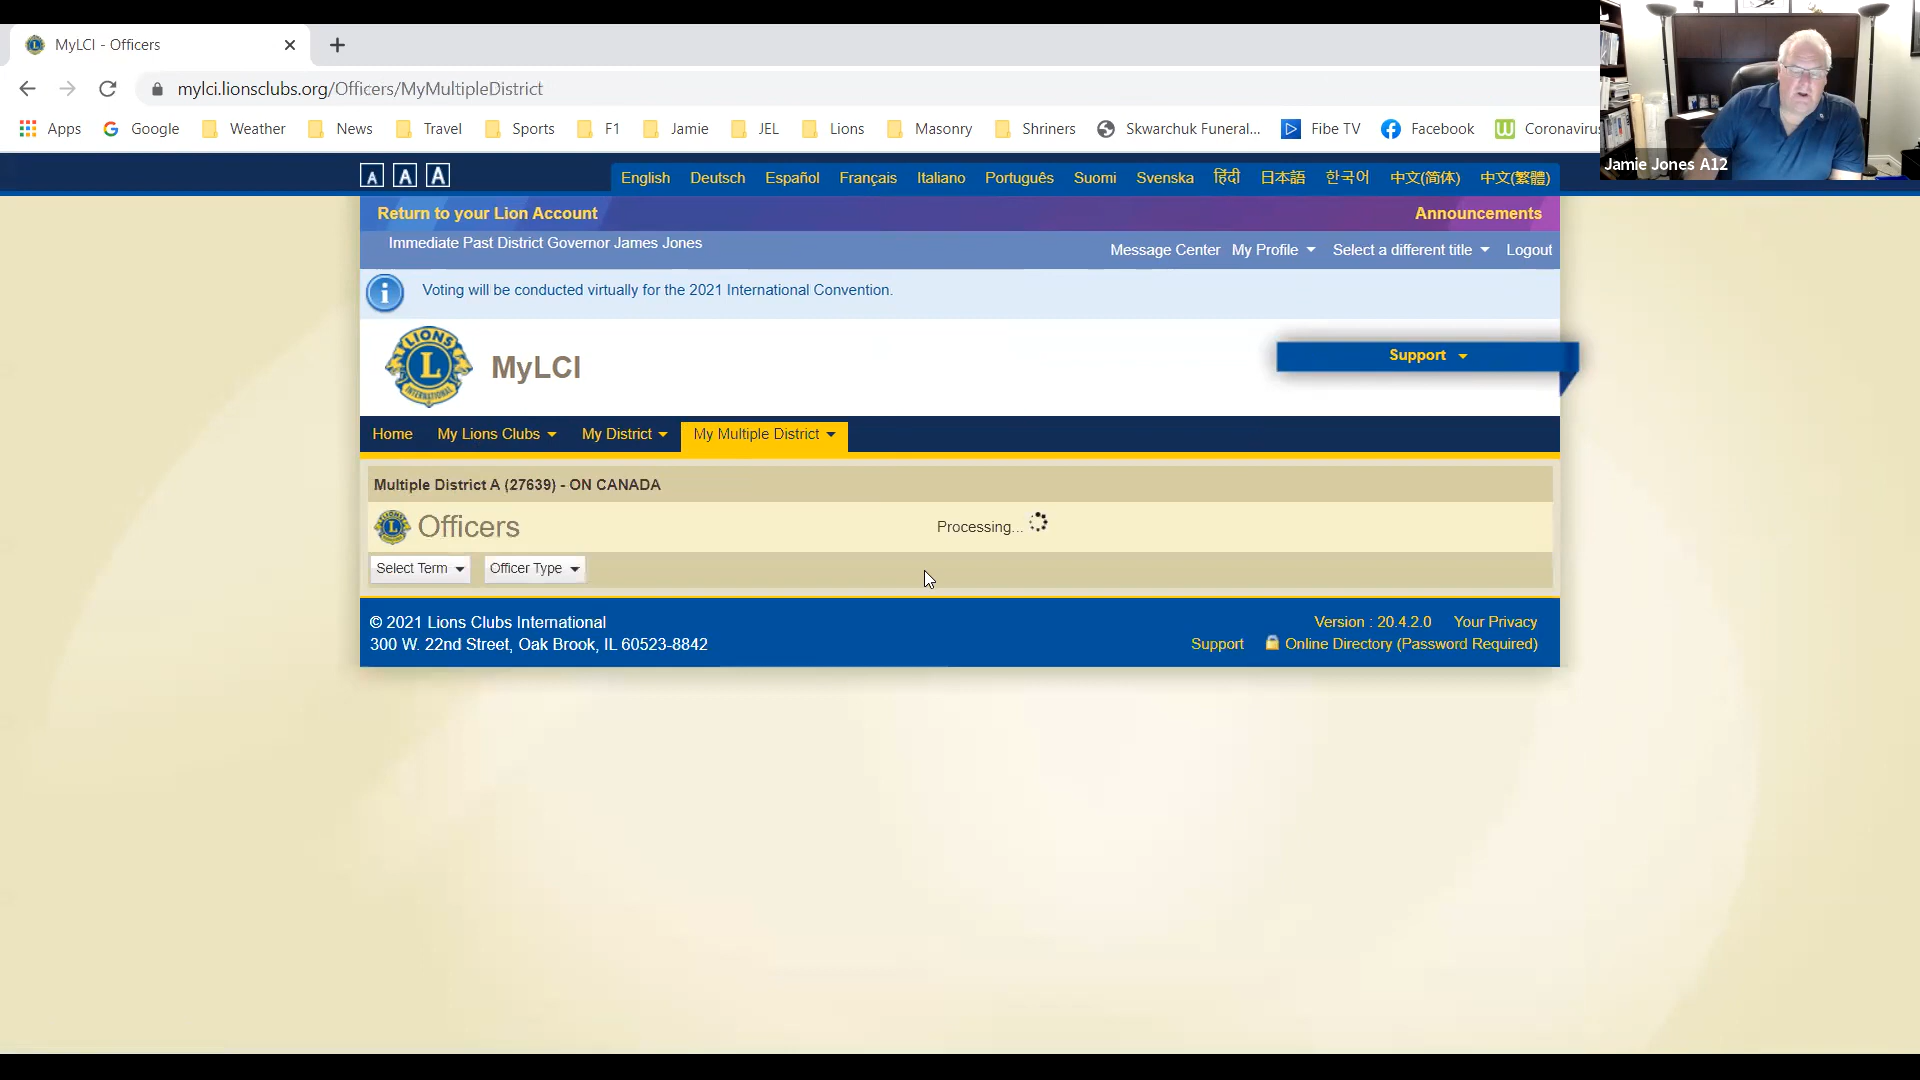 MyLCI - Officers
mylci.lionsclubs.org/Officers/MyMultipleDistrict
Apps Google Weather News Travel Sports F1 Jamie JEL Lions Masonry Shriners Skwarchuk Funeral... Fibe TV Facebook Coronavirus
Jamie Jones A12
A A A English Deutsch Español Français Italiano Português Suomi Svenska हिंदी 日本語 한국어 中文(简体) 中文(繁體)
Return to your Lion Account Announcements
Immediate Past District Governor James Jones
Message Center My Profile Select a different title Logout
Voting will be conducted virtually for the 2021 International Convention.
LIONS L INTERNATIONAL
MyLCI
Support
Home My Lions Clubs My District My Multiple District
Multiple District A (27639) - ON CANADA
Officers Processing...
Select Term Officer Type
© 2021 Lions Clubs International Version : 20.4.2.0 Your Privacy
300 W. 22nd Street, Oak Brook, IL 60523-8842 Support Online Directory (Password Required)